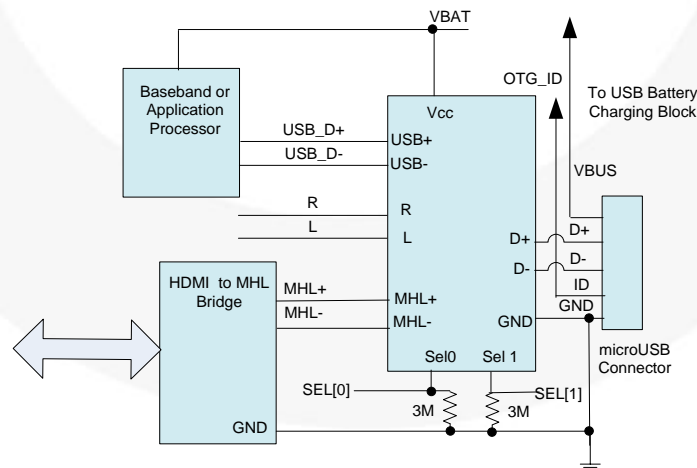 VBAT
Baseband or
Application
Processor
OTG_ID
To USB Battery
Charging Block
Vcc
USB_D+
USB+
USB_D-
USB-
VBUS
R
R
L
L
D+
D+
D-
D-
HDMI to MHL
Bridge
MHL+
MHL+
ID
GND
MHL-
MHL-
GND
microUSB
Connector
Sel0
Sel 1
SEL[0]
SEL[1]
3M
3M
GND